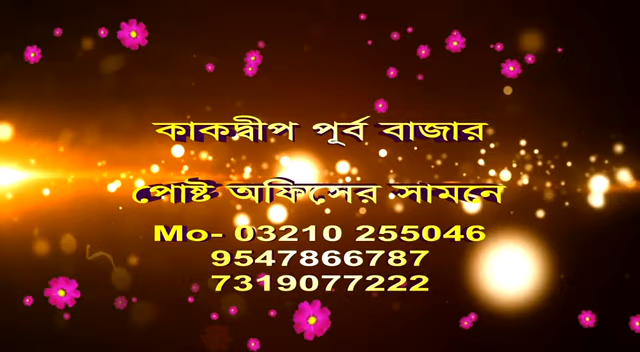 কাকদ্বীপ পূর্ব বাজার
পোষ্ট অফিসের সামনে
Mo- 03210 255046
9547866787
7319077222